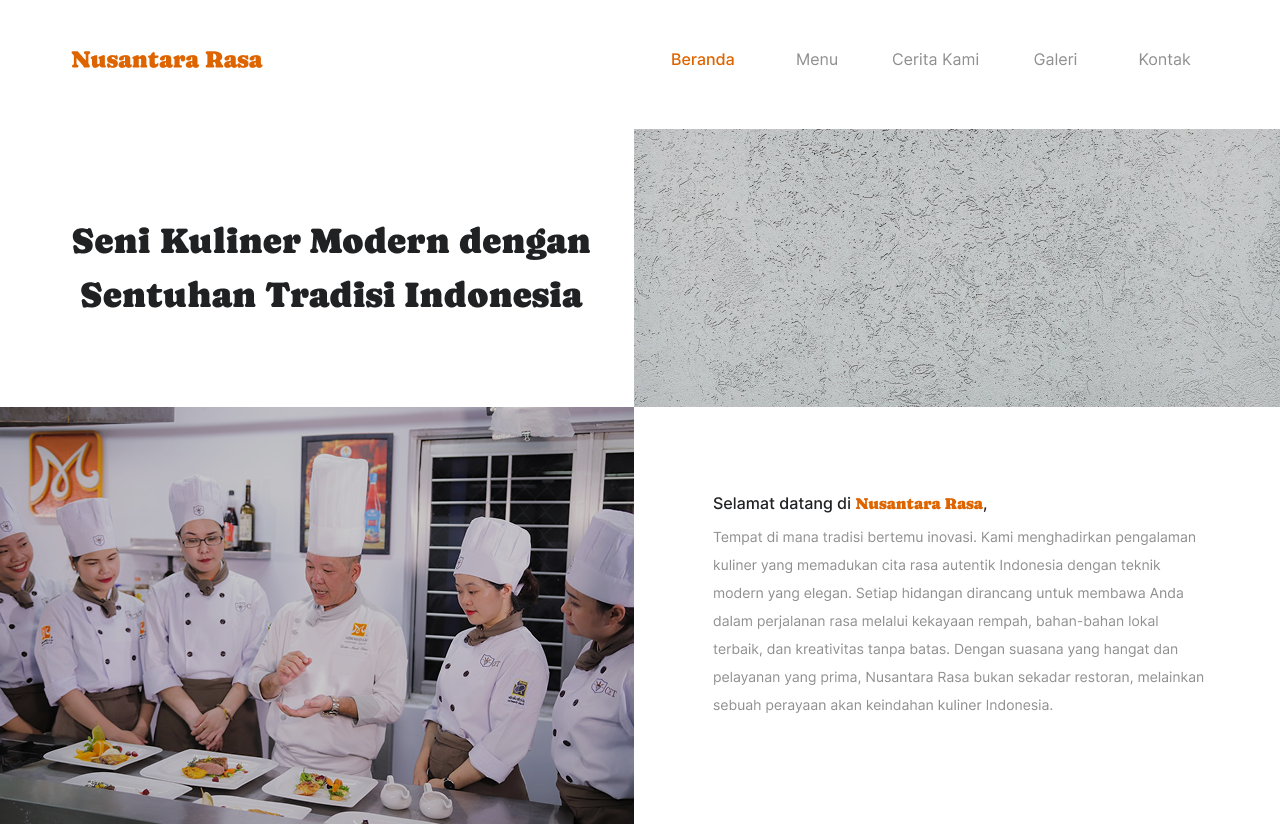 Nusantara Rasa
Beranda Menu Cerita Kami Galeri Kontak
Seni Kuliner Modern dengan
Sentuhan Tradisi Indonesia
Selamat datang di Nusantara Rasa,
Tempat di mana tradisi bertemu inovasi. Kami menghadirkan pengalaman
kuliner yang memadukan cita rasa autentik Indonesia dengan teknik
modern yang elegan. Setiap hidangan dirancang untuk membawa Anda
dalam perjalanan rasa melalui kekayaan rempah, bahan-bahan lokal
terbaik, dan kreativitas tanpa batas. Dengan suasana yang hangat dan
pelayanan yang prima, Nusantara Rasa bukan sekadar restoran, melainkan
sebuah perayaan akan keindahan kuliner Indonesia.